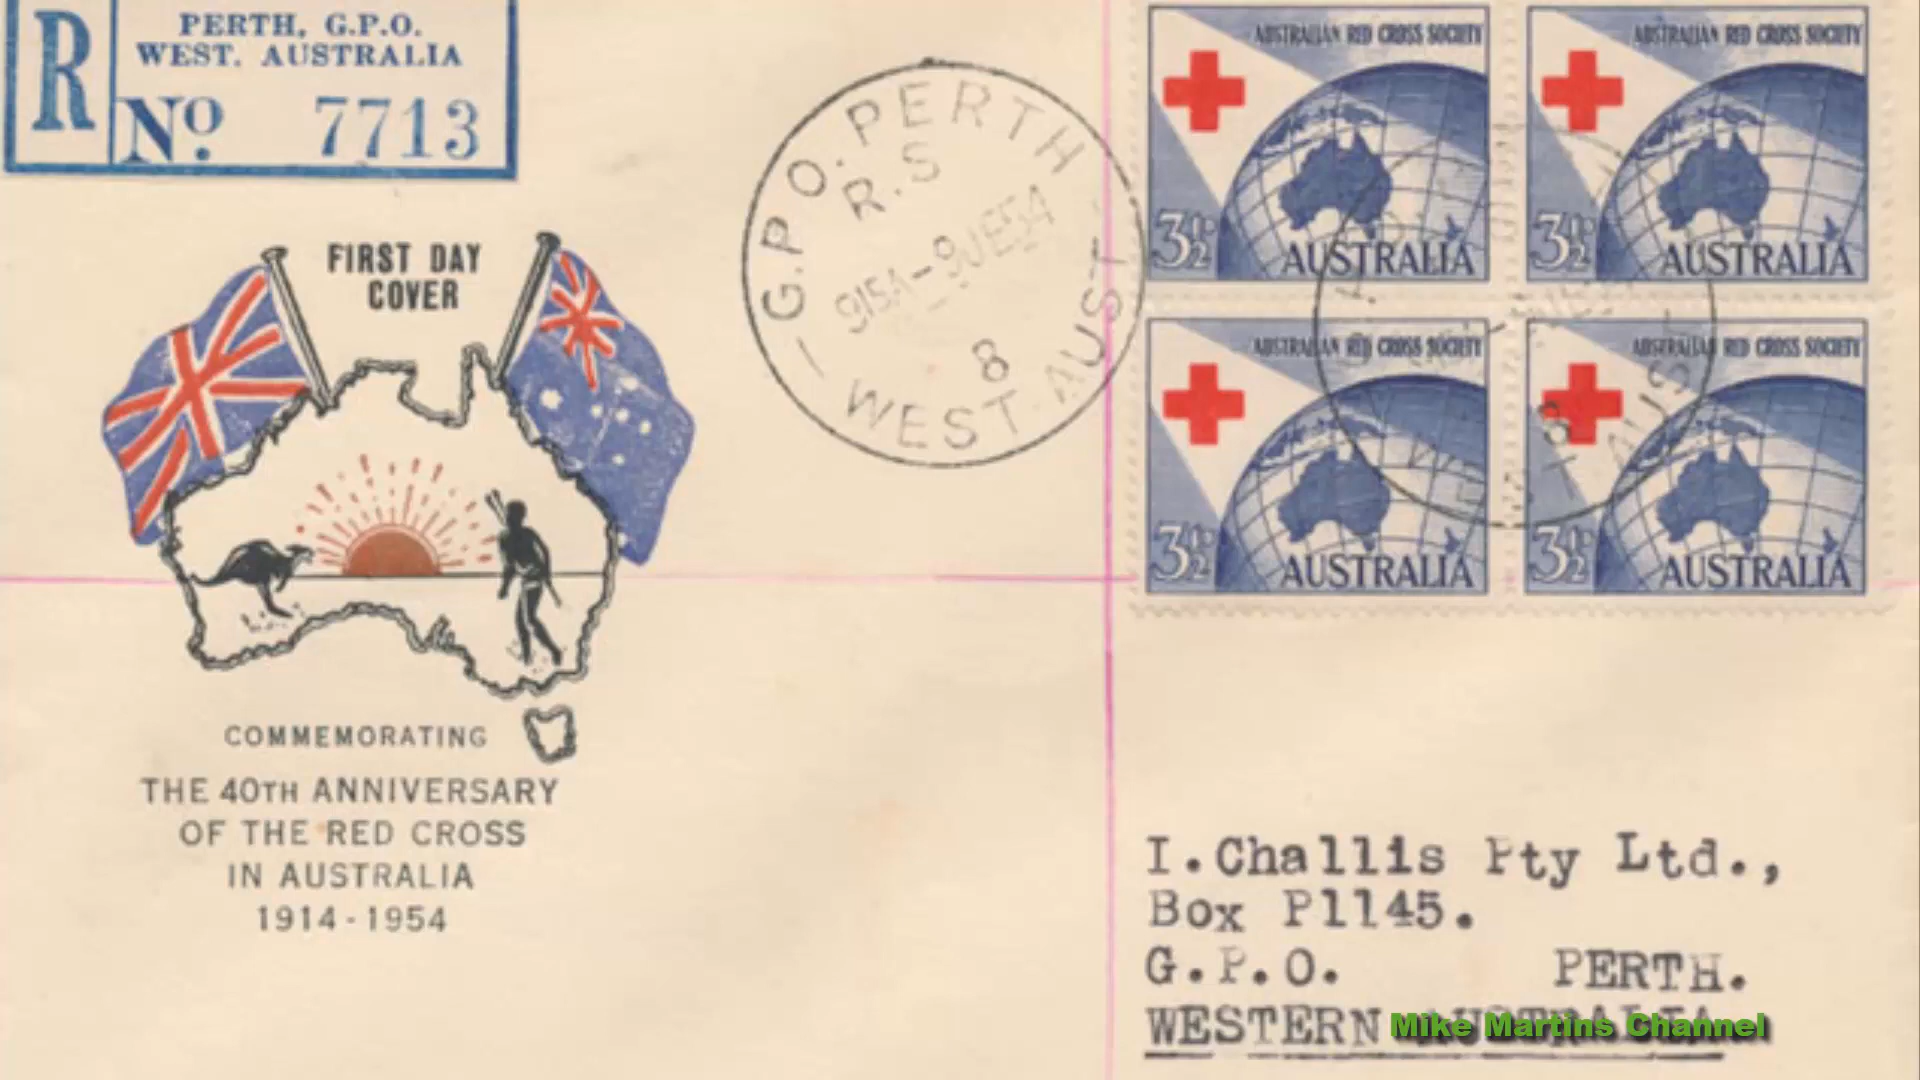 R
PERTH, G.P.O.
WEST. AUSTRALIA
No. 7713
FIRST DAY
COVER
COMMEMORATING
THE 40TH ANNIVERSARY
OF THE RED CROSS
IN AUSTRALIA
1914-1954
G.P.O. PERTH
R.S
915A-9JE54
8
WEST. AUST
AUSTRALIAN RED CROSS SOCIETY
3½D
AUSTRALIA
AUSTRALIAN RED CROSS SOCIETY
3½D
AUSTRALIA
AUSTRALIAN RED CROSS SOCIETY
3½D
AUSTRALIA
AUSTRALIAN RED CROSS SOCIETY
3½D
AUSTRALIA
I.Challis Pty Ltd.,
Box P1145.
G.P.O. PERTH.
WESTERN AUSTRALIA
Mike Martins Channel